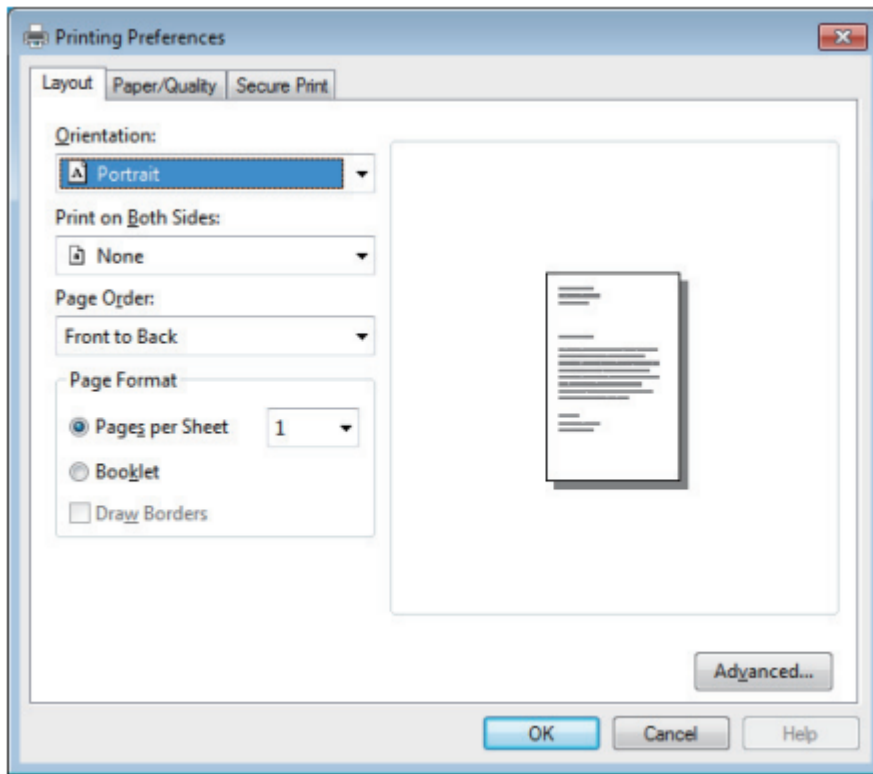 Printing Preferences
Layout Paper/Quality Secure Print
Orientation:
Portrait
Print on Both Sides:
None
Page Order:
Front to Back
Page Format
Pages per Sheet 1
Booklet
Draw Borders
Advanced...
OK Cancel Help